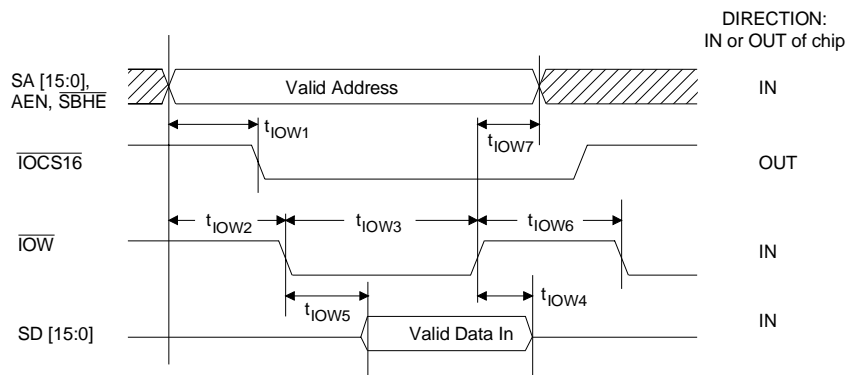 DIRECTION:
IN or OUT of chip
SA [15:0],
AEN, SBHE
Valid Address
IN
tIOW1
tIOW7
IOCS16
OUT
tIOW2
tIOW3
tIOW6
IOW
IN
tIOW5
tIOW4
SD [15:0]
Valid Data In
IN